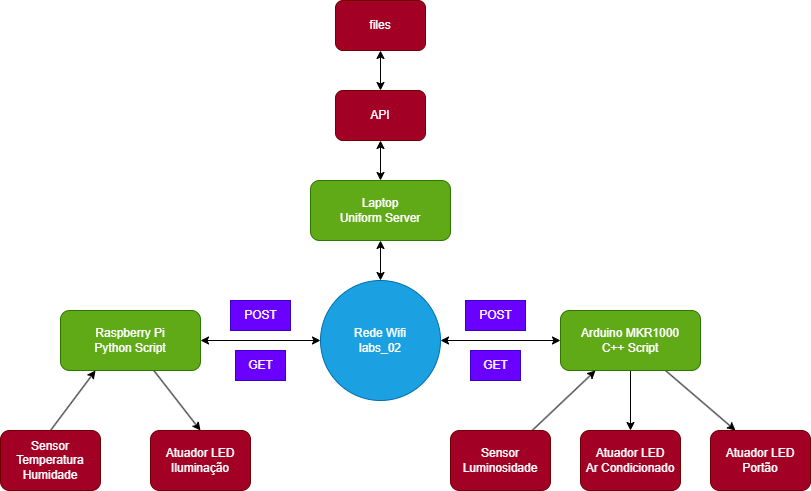 files
API
Laptop
Uniform Server
POST
POST
Raspberry Pi
Python Script
Rede Wifi
labs_02
Arduino MKR1000
C++ Script
GET
GET
Sensor
Temperatura
Humidade
Atuador LED
Iluminação
Sensor
Luminosidade
Atuador LED
Ar Condicionado
Atuador LED
Portão